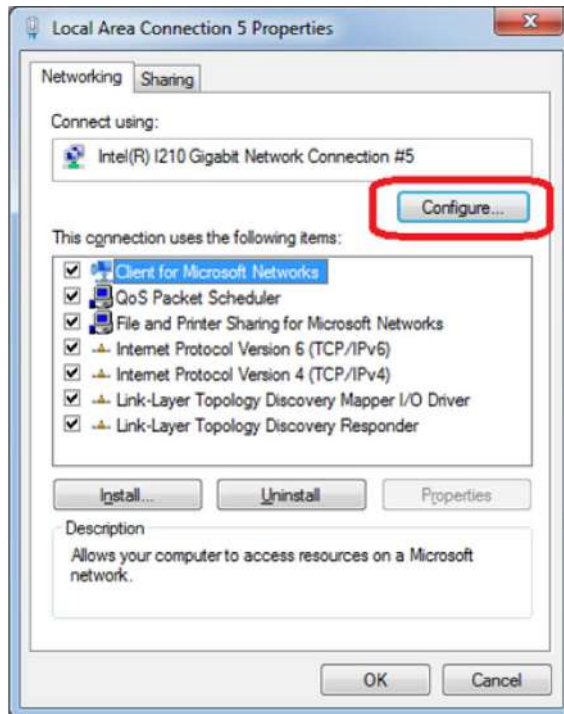 Local Area Connection 5 Properties
Networking
Sharing
Connect using:
Intel(R) I210 Gigabit Network Connection #5
Configure...
This connection uses the following items:
Client for Microsoft Networks
QoS Packet Scheduler
File and Printer Sharing for Microsoft Networks
Internet Protocol Version 6 (TCP/IPv6)
Internet Protocol Version 4 (TCP/IPv4)
Link-Layer Topology Discovery Mapper I/O Driver
Link-Layer Topology Discovery Responder
Install...
Uninstall
Properties
Description
Allows your computer to access resources on a Microsoft
network.
OK
Cancel